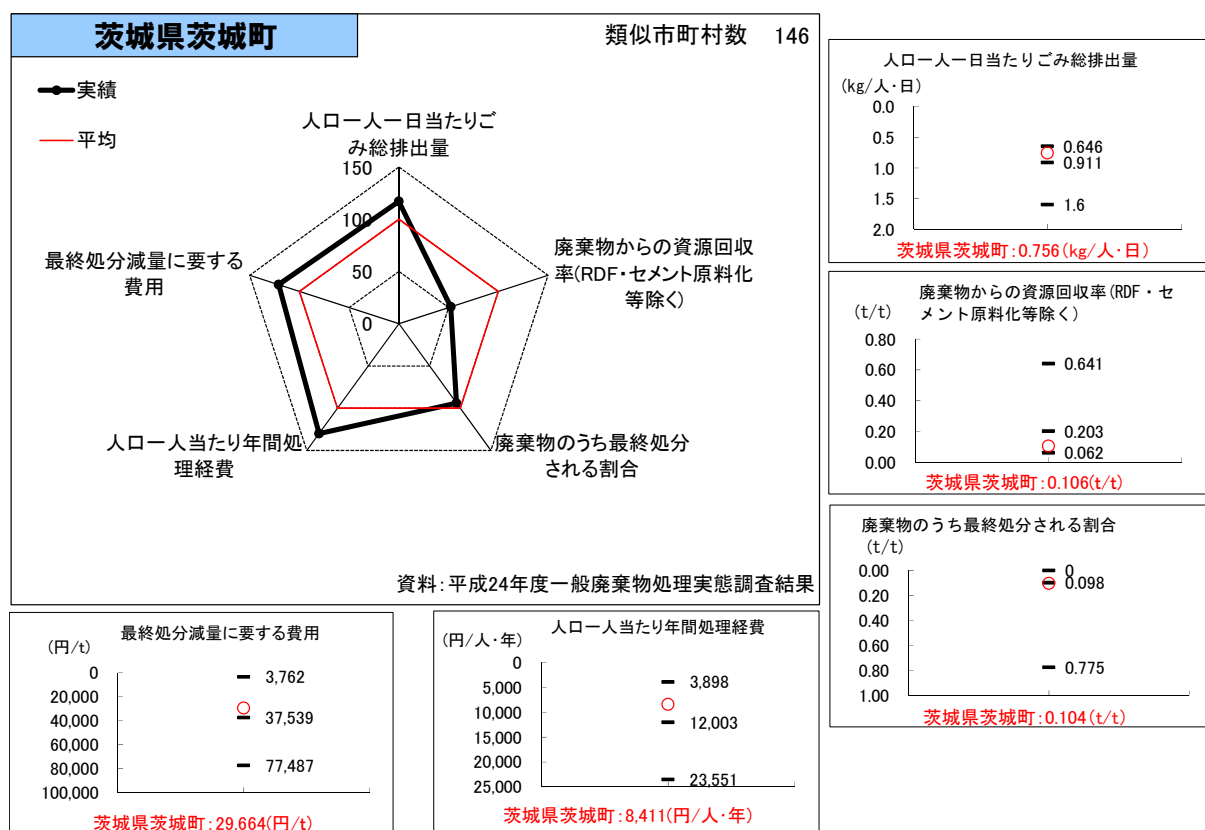 茨城県茨城町
類似市町村数 146
実績
平均
人口一人一日当たりご
み総排出量
廃棄物からの資源回収
率(RDF・セメント原料化
等除く)
廃棄物のうち最終処分
される割合
人口一人当たり年間処
理経費
最終処分減量に要する
費用
150
100
50
0
資料:平成24年度一般廃棄物処理実態調査結果
人口一人一日当たりごみ総排出量
(kg/人・日)
0.0
0.5
1.0
1.5
2.0
0.646
0.911
1.6
茨城県茨城町:0.756(kg/人・日)
廃棄物からの資源回収率(RDF・セ
メント原料化等除く)
(t/t)
0.80
0.60
0.40
0.20
0.00
0.641
0.203
0.062
茨城県茨城町:0.106(t/t)
廃棄物のうち最終処分される割合
(t/t)
0.00
0.20
0.40
0.60
0.80
1.00
0
0.098
0.775
茨城県茨城町:0.104(t/t)
最終処分減量に要する費用
(円/t)
0
20,000
40,000
60,000
80,000
100,000
3,762
37,539
77,487
茨城県茨城町:29,664(円/t)
人口一人当たり年間処理経費
(円/人・年)
0
5,000
10,000
15,000
20,000
25,000
3,898
12,003
23,551
茨城県茨城町:8,411(円/人・年)